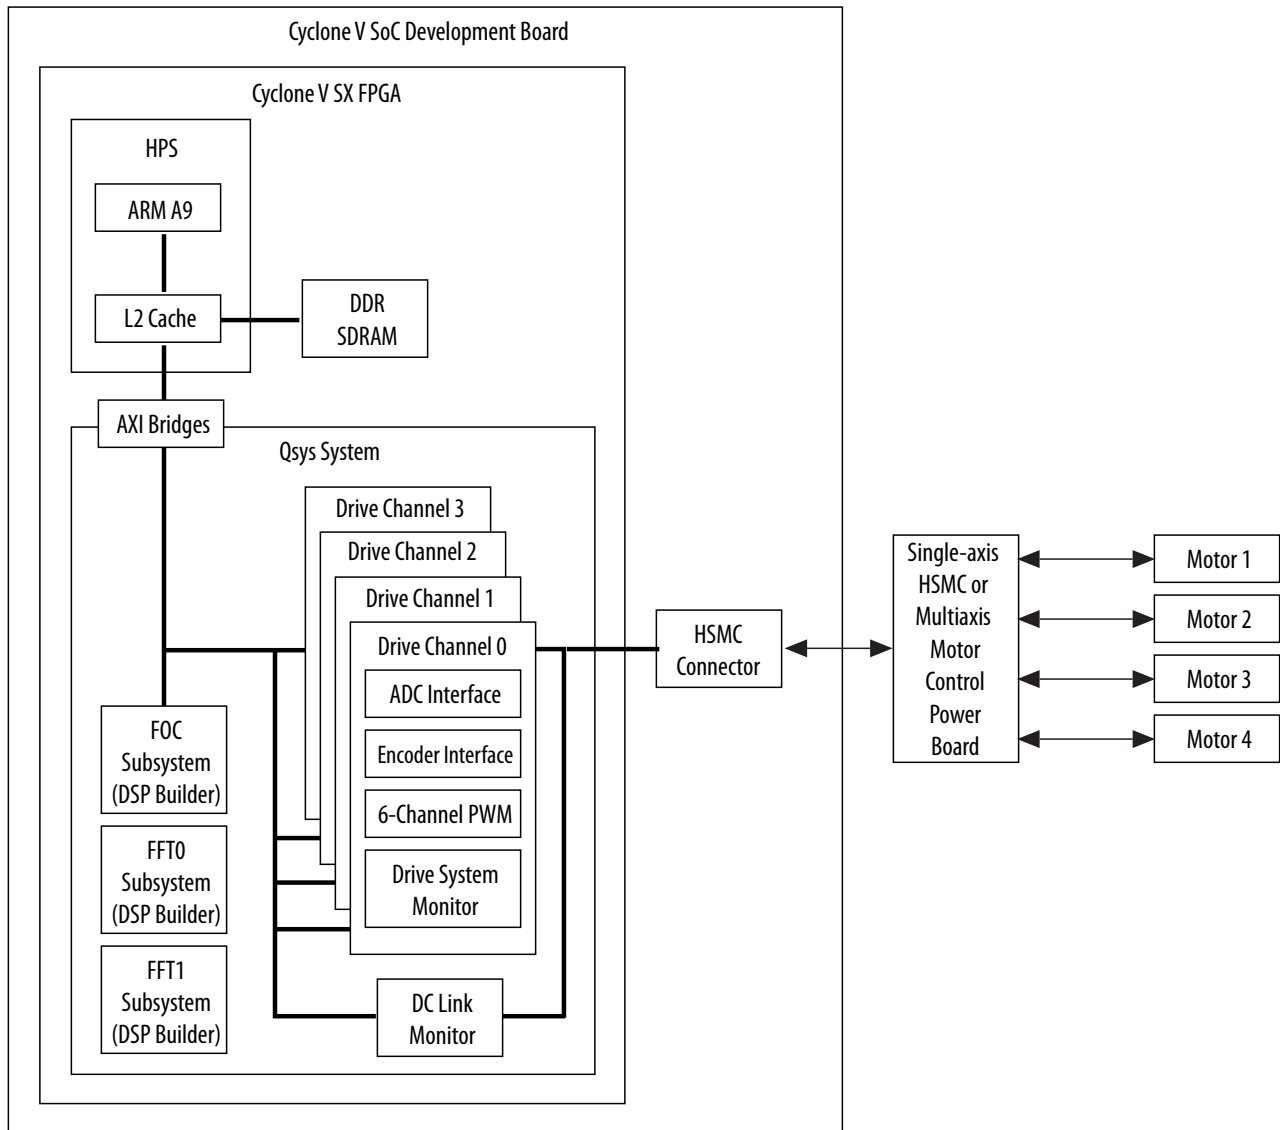 Cyclone V SoC Development Board
Cyclone V SX FPGA
HPS
ARM A9
L2 Cache
DDR
SDRAM
AXI Bridges
Qsys System
Drive Channel 3
Drive Channel 2
Drive Channel 1
Drive Channel 0
ADC Interface
Encoder Interface
6-Channel PWM
Drive System
Monitor
FOC
Subsystem
(DSP Builder)
FFT0
Subsystem
(DSP Builder)
FFT1
Subsystem
(DSP Builder)
DC Link
Monitor
HSMC
Connector
Single-axis
HSMC or
Multiaxis
Motor
Control
Power
Board
Motor 1
Motor 2
Motor 3
Motor 4